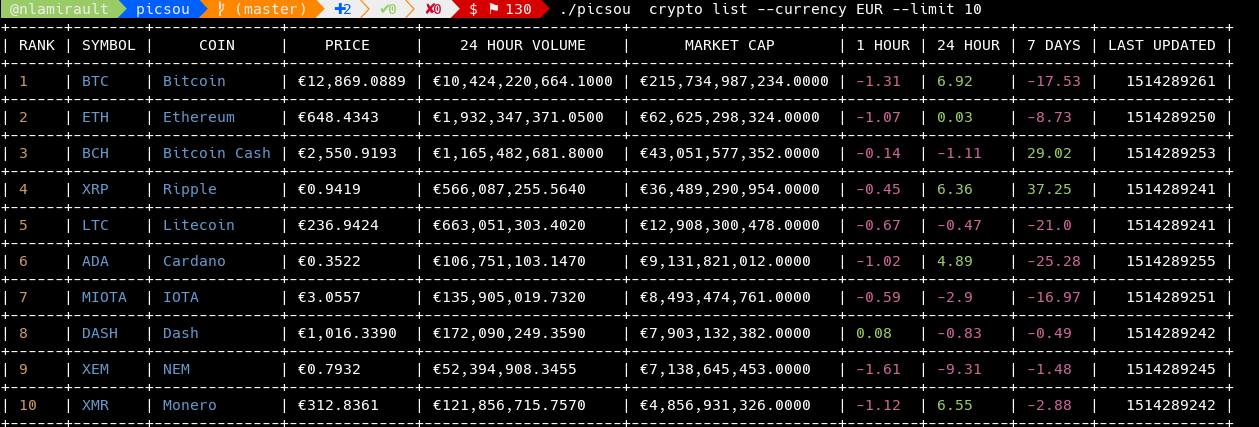 @nlamirault picsou (master) ✚2 ✔0 ✘0 $ ⚑ 130 ./picsou crypto list --currency EUR --limit 10
| RANK | SYMBOL | COIN | PRICE | 24 HOUR VOLUME | MARKET CAP | 1 HOUR | 24 HOUR | 7 DAYS | LAST UPDATED |
| 1 | BTC | Bitcoin | €12,869.0889 | €10,424,220,664.1000 | €215,734,987,234.0000 | -1.31 | 6.92 | -17.53 | 1514289261 |
| 2 | ETH | Ethereum | €648.4343 | €1,932,347,371.0500 | €62,625,298,324.0000 | -1.07 | 0.03 | -8.73 | 1514289250 |
| 3 | BCH | Bitcoin Cash | €2,550.9193 | €1,165,482,681.8000 | €43,051,577,352.0000 | -0.14 | -1.11 | 29.02 | 1514289253 |
| 4 | XRP | Ripple | €0.9419 | €566,087,255.5640 | €36,489,290,954.0000 | -0.45 | 6.36 | 37.25 | 1514289241 |
| 5 | LTC | Litecoin | €236.9424 | €663,051,303.4020 | €12,908,300,478.0000 | -0.67 | -0.47 | -21.0 | 1514289241 |
| 6 | ADA | Cardano | €0.3522 | €106,751,103.1470 | €9,131,821,012.0000 | -1.02 | 4.89 | -25.28 | 1514289255 |
| 7 | MIOTA | IOTA | €3.0557 | €135,905,019.7320 | €8,493,474,761.0000 | -0.59 | -2.9 | -16.97 | 1514289251 |
| 8 | DASH | Dash | €1,016.3390 | €172,090,249.3590 | €7,903,132,382.0000 | 0.08 | -0.83 | -0.49 | 1514289242 |
| 9 | XEM | NEM | €0.7932 | €52,394,908.3455 | €7,138,645,453.0000 | -1.61 | -9.31 | -1.48 | 1514289245 |
| 10 | XMR | Monero | €312.8361 | €121,856,715.7570 | €4,856,931,326.0000 | -1.12 | 6.55 | -2.88 | 1514289242 |